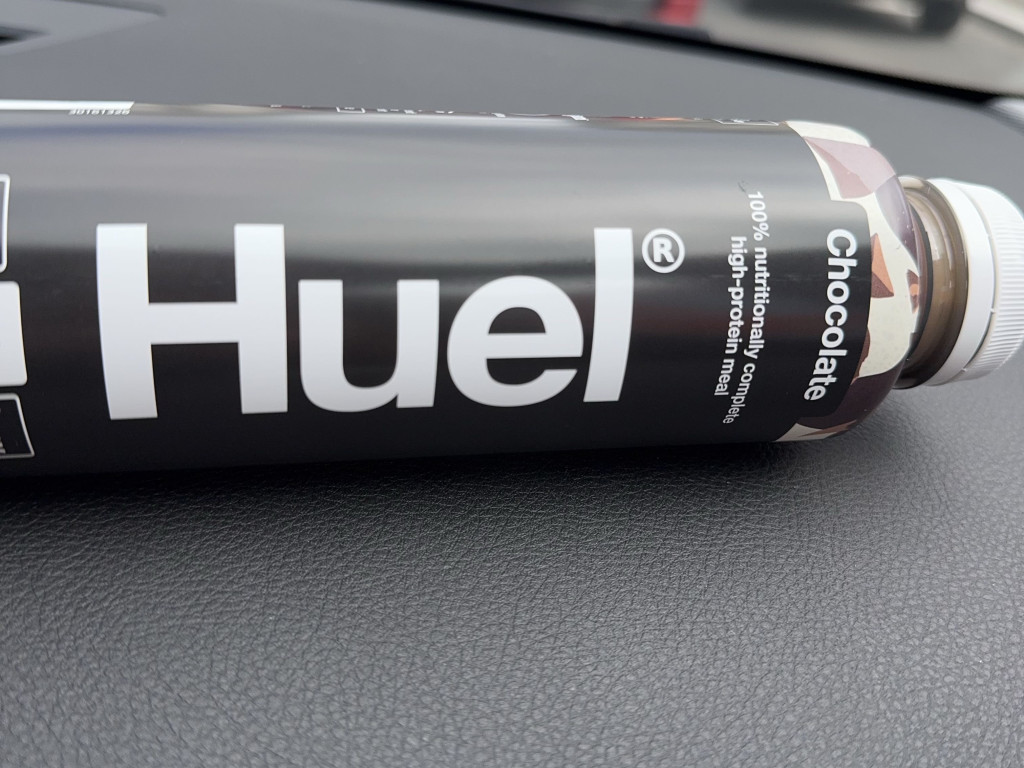 Huel®
100% nutritionally complete
high-protein meal
Chocolate